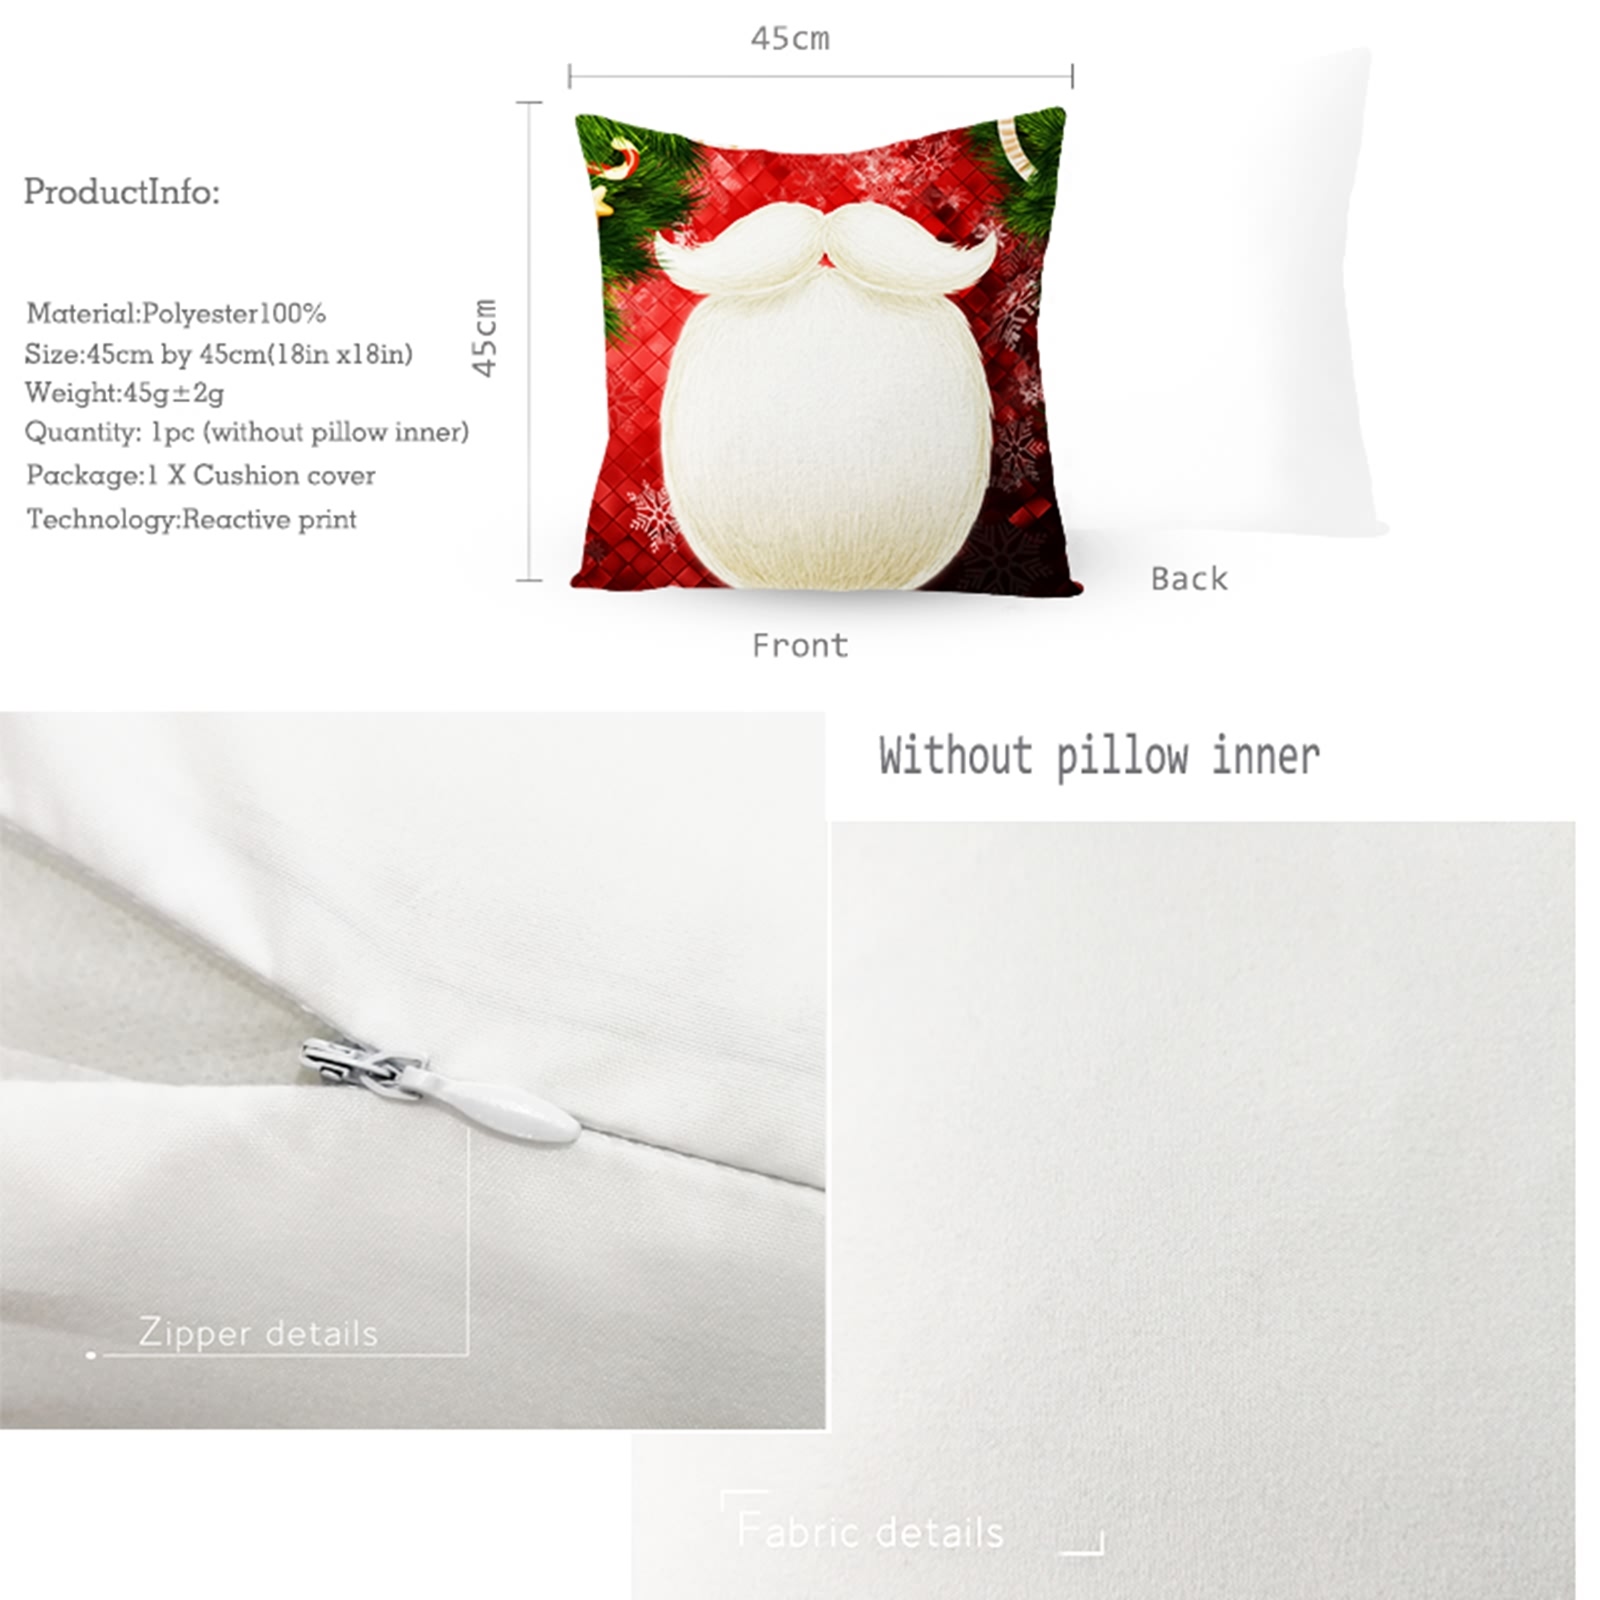 45cm
ProductInfo:
45cm
Material:Polyester100%
Size:45cm by 45cm(18in x18in)
Weight:45g±2g
Quantity: 1pc (without pillow inner)
Package:1 X Cushion cover
Technology:Reactive print
Back
Front
Without pillow inner
Zipper details
Fabric details